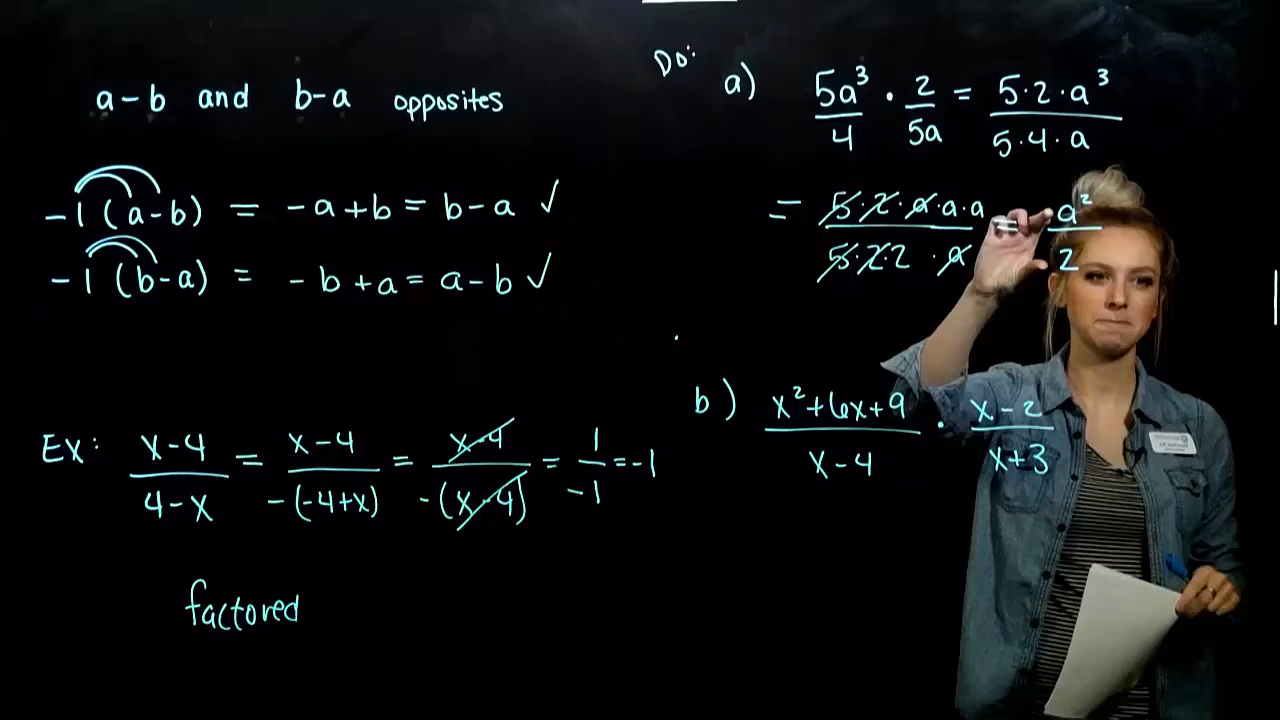 a-b and b-a opposites
-1(a-b) = -a+b = b-a ✓
-1(b-a) = -b+a = a-b ✓
Ex: (x-4)/(4-x) = (x-4)/(-(-4+x)) = (x-4)/(-(x-4)) = 1/-1 = -1
factored
Do:
a) 5a³/4 · 2/5a = (5·2·a³)/(5·4·a)
= (5·2·a·a·a)/(5·2·2·a) = a²/2
b) (x²+6x+9)/(x-4) · (x-2)/(x+3)